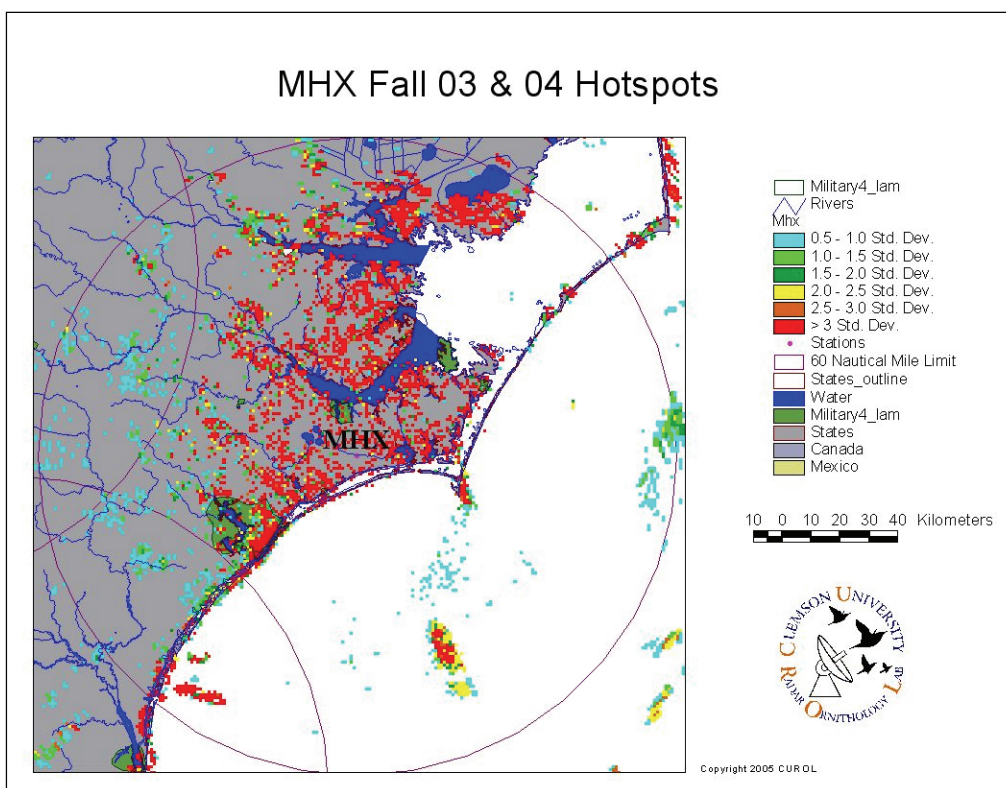 MHX Fall 03 & 04 Hotspots
MHX
Military4_lam
Rivers
Mhx
0.5 - 1.0 Std. Dev.
1.0 - 1.5 Std. Dev.
1.5 - 2.0 Std. Dev.
2.0 - 2.5 Std. Dev.
2.5 - 3.0 Std. Dev.
> 3 Std. Dev.
Stations
60 Nautical Mile Limit
States_outline
Water
Military4_lam
States
Canada
Mexico
10 0 10 20 30 40 Kilometers
CLEMSON UNIVERSITY
RADAR ORNITHOLOGY LAB
Copyright 2005 CUROL